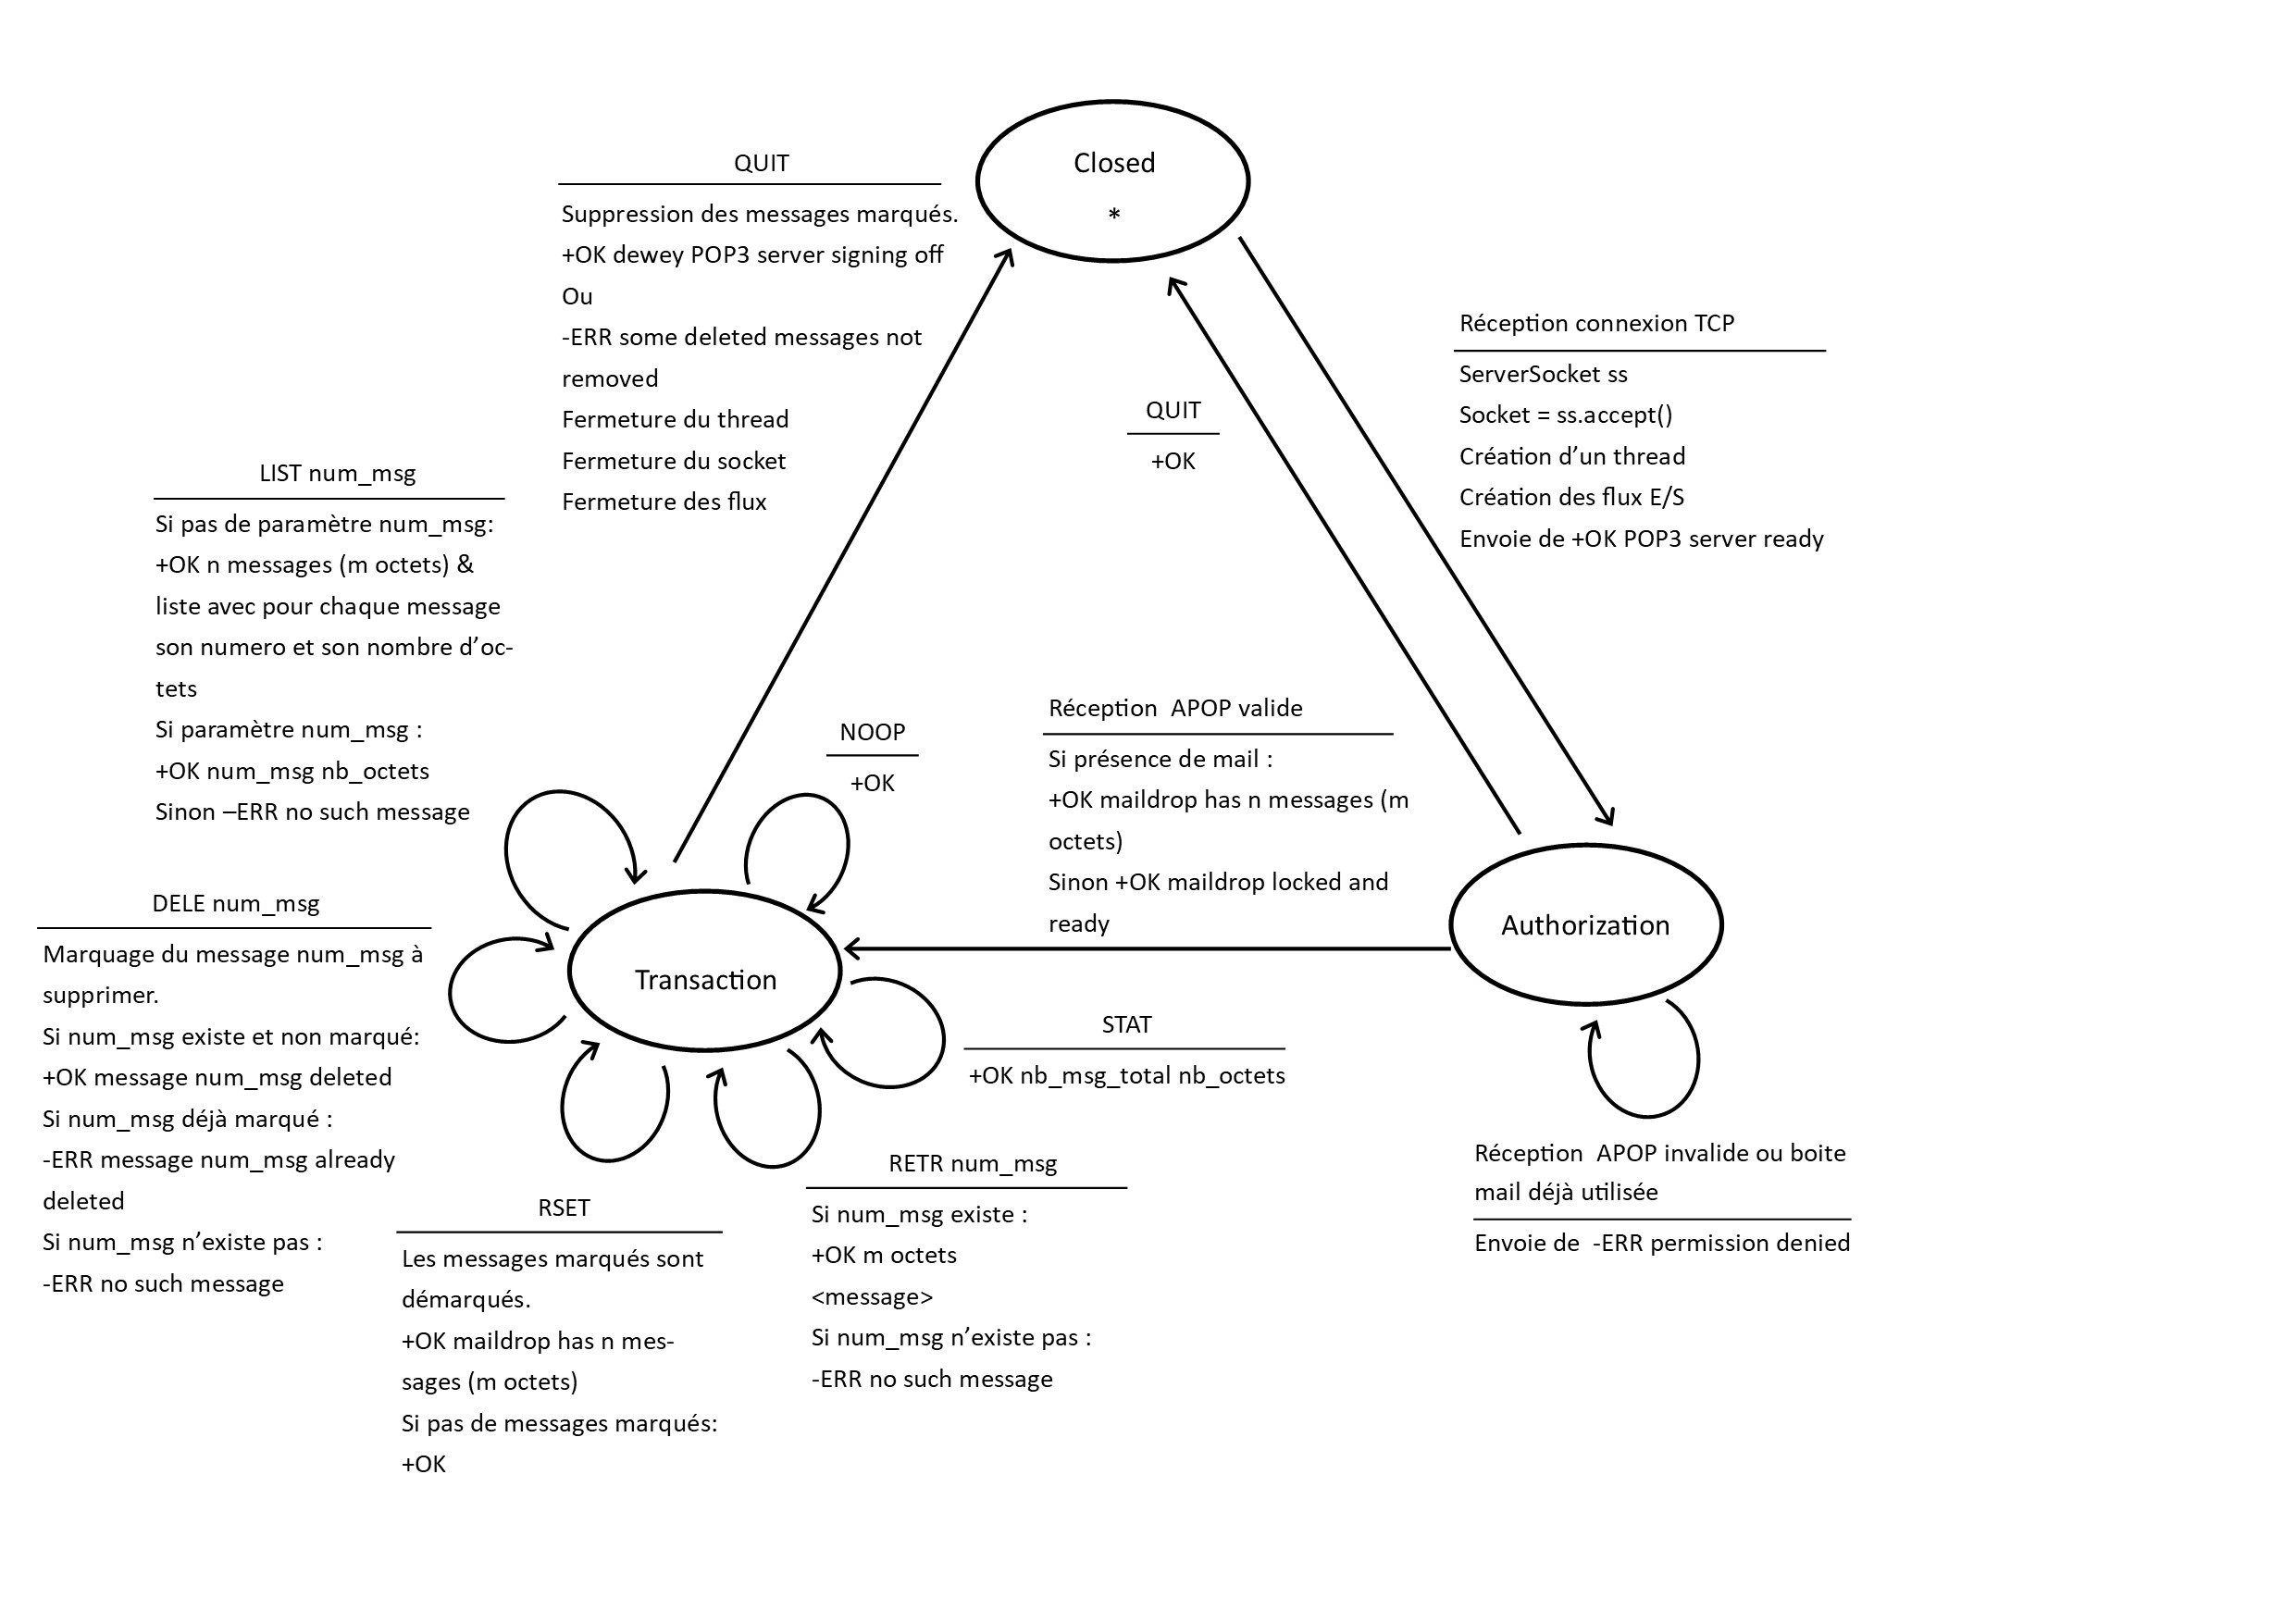 Closed
*
QUIT
Suppression des messages marqués.
+OK dewey POP3 server signing off
Ou
-ERR some deleted messages not
removed
Fermeture du thread
Fermeture du socket
Fermeture des flux
Réception connexion TCP
ServerSocket ss
Socket = ss.accept()
Création d’un thread
Création des flux E/S
Envoie de +OK POP3 server ready
QUIT
+OK
LIST num_msg
Si pas de paramètre num_msg:
+OK n messages (m octets) &
liste avec pour chaque message
son numero et son nombre d’oc-
tets
Si paramètre num_msg :
+OK num_msg nb_octets
Sinon –ERR no such message
NOOP
+OK
Réception  APOP valide
Si présence de mail :
+OK maildrop has n messages (m
octets)
Sinon +OK maildrop locked and
ready
Authorization
Transaction
DELE num_msg
Marquage du message num_msg à
supprimer.
Si num_msg existe et non marqué:
+OK message num_msg deleted
Si num_msg déjà marqué :
-ERR message num_msg already
deleted
Si num_msg n’existe pas :
-ERR no such message
STAT
+OK nb_msg_total nb_octets
RETR num_msg
Si num_msg existe :
+OK m octets
<message>
Si num_msg n’existe pas :
-ERR no such message
Réception  APOP invalide ou boite
mail déjà utilisée
Envoie de  -ERR permission denied
RSET
Les messages marqués sont
démarqués.
+OK maildrop has n mes-
sages (m octets)
Si pas de messages marqués:
+OK